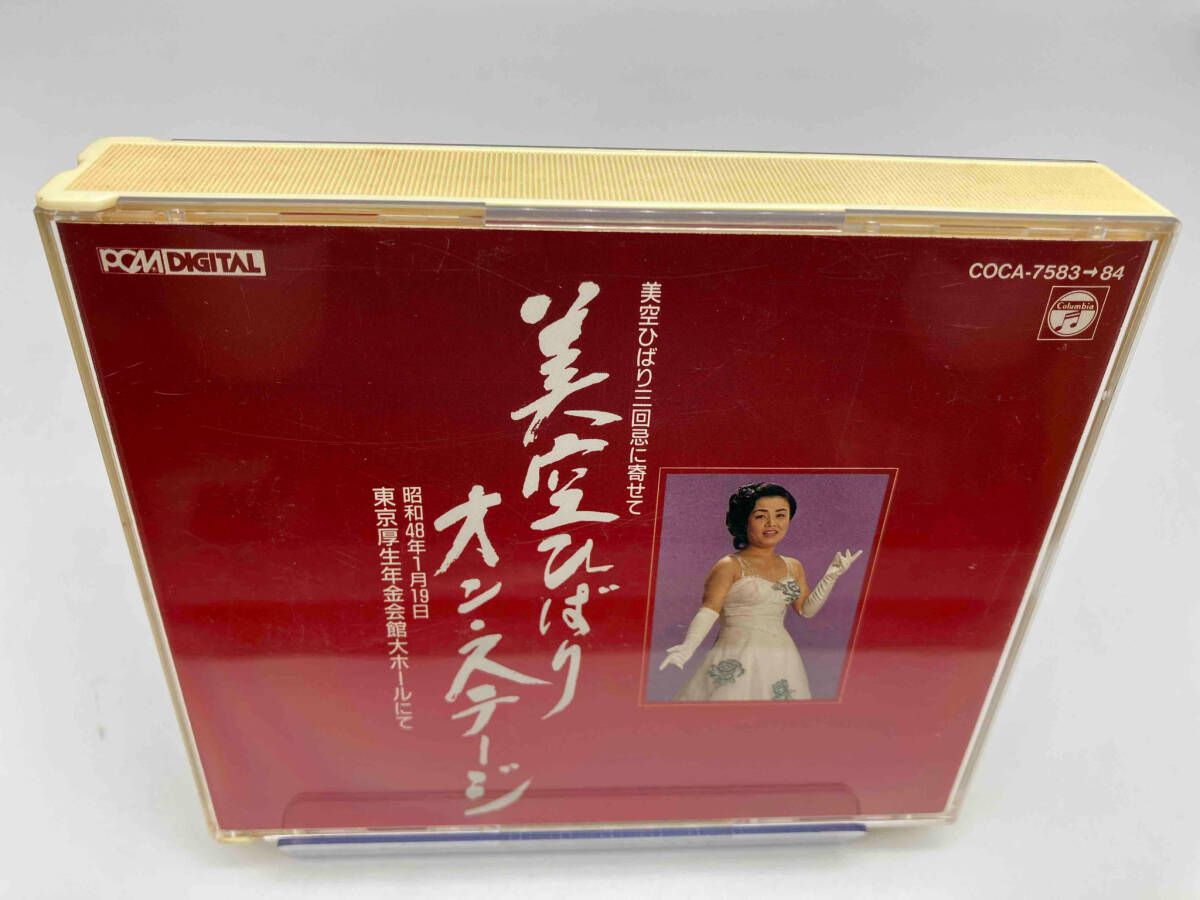 PCM DIGITAL
COCA-7583→84
Columbia
美空ひばり三回忌に寄せて
美空ひばり
オン・ステージ
昭和48年1月19日
東京厚生年金会館大ホールにて